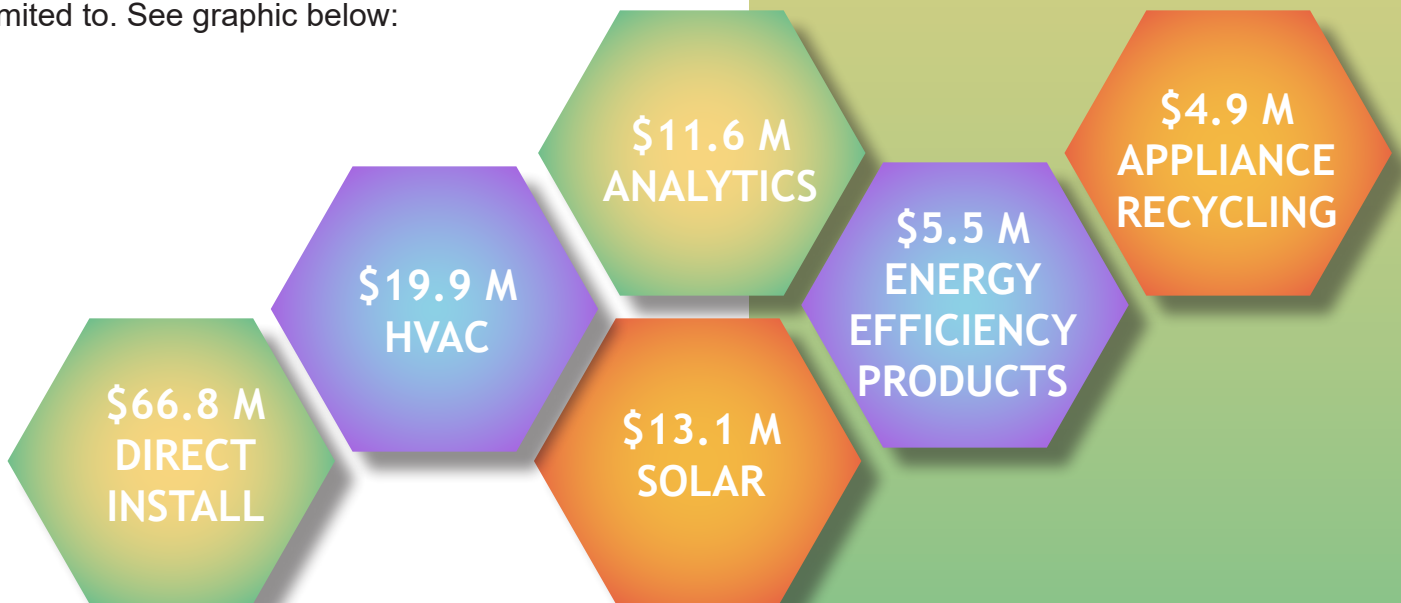 mited to. See graphic below:
$66.8 M
DIRECT
INSTALL
$19.9 M
HVAC
$11.6 M
ANALYTICS
$13.1 M
SOLAR
$5.5 M
ENERGY
EFFICIENCY
PRODUCTS
$4.9 M
APPLIANCE
RECYCLING